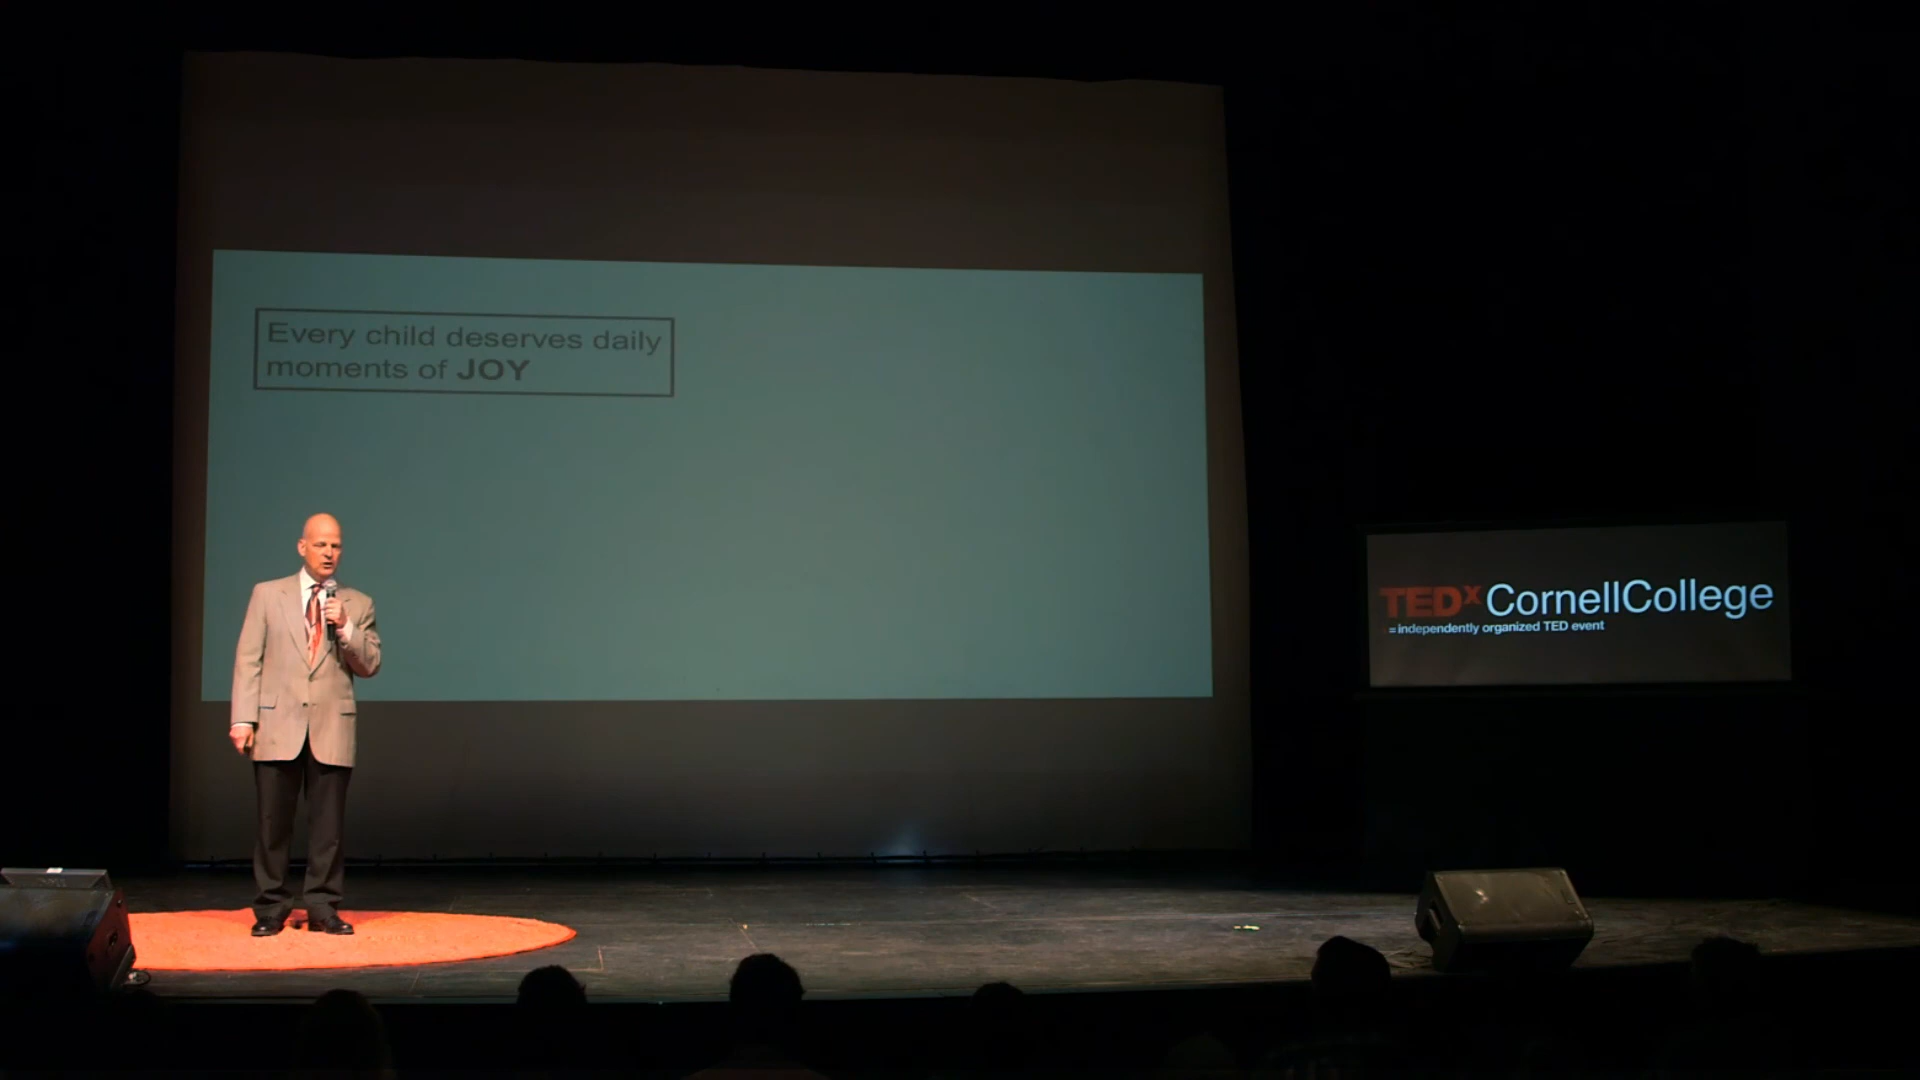 Every child deserves daily
moments of JOY
TEDx CornellCollege
=independently organized TED event